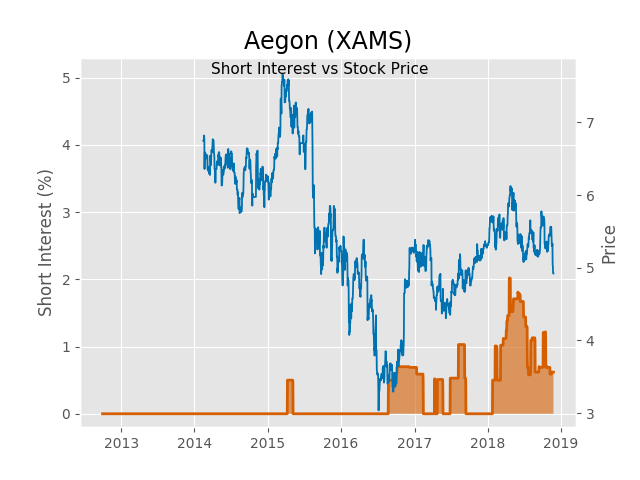 Aegon (XAMS)
Short Interest vs Stock Price
Short Interest (%)
Price
5
4
3
2
1
0
7
6
5
4
3
2013 2014 2015 2016 2017 2018 2019